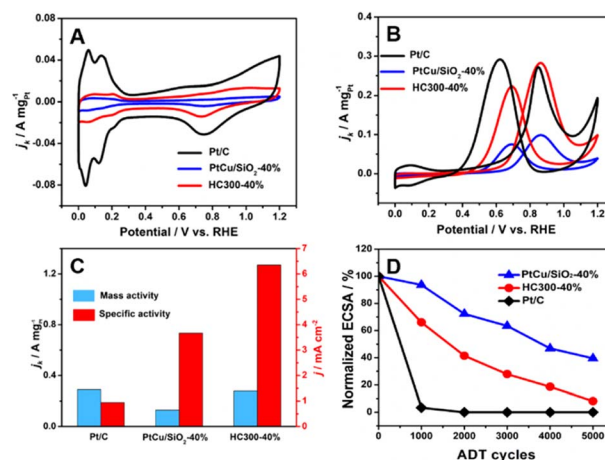 A
0.08
0.04
0.00
-0.04
-0.08
jk / A mgPt
Pt/C
PtCu/SiO2-40%
HC300-40%
0.0 0.2 0.4 0.6 0.8 1.0 1.2
Potential / V vs. RHE
B
0.4
0.3
0.2
0.1
0.0
jk / A mgPt
Pt/C
PtCu/SiO2-40%
HC300-40%
0.0 0.2 0.4 0.6 0.8 1.0 1.2
Potential / V vs. RHE
C
1.2
0.8
0.4
0.0
jk / A mgPt
Mass activity
Specific activity
7
6
5
4
3
2
1
0
j / mA cm-2
Pt/C PtCu/SiO2-40% HC300-40%
D
100
80
60
40
20
0
Normalized ECSA / %
PtCu/SiO2-40%
HC300-40%
Pt/C
0 1000 2000 3000 4000 5000
ADT cycles